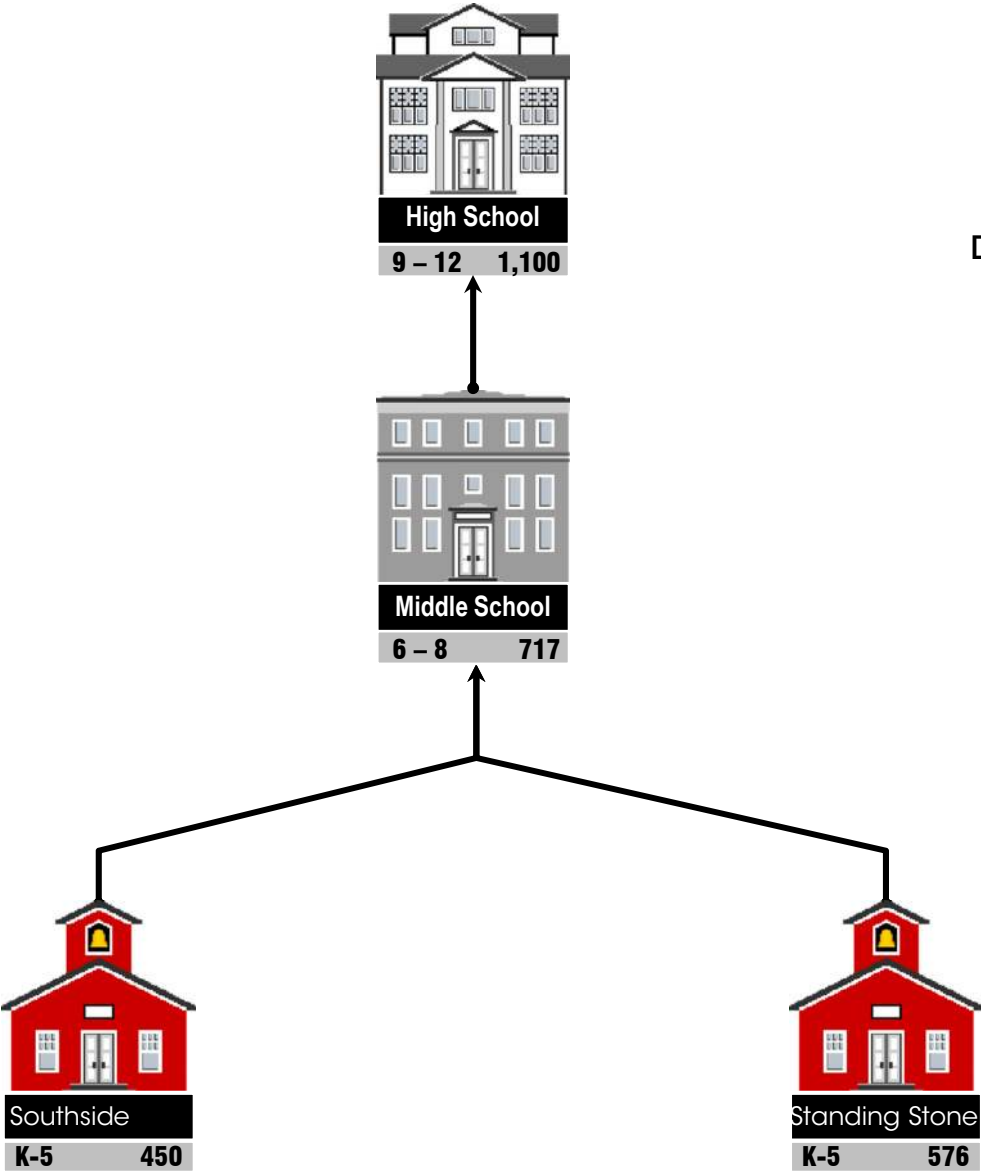 High School
9 – 12 1,100
Middle School
6 – 8 717
Southside
K-5 450
Standing Stone
K-5 576